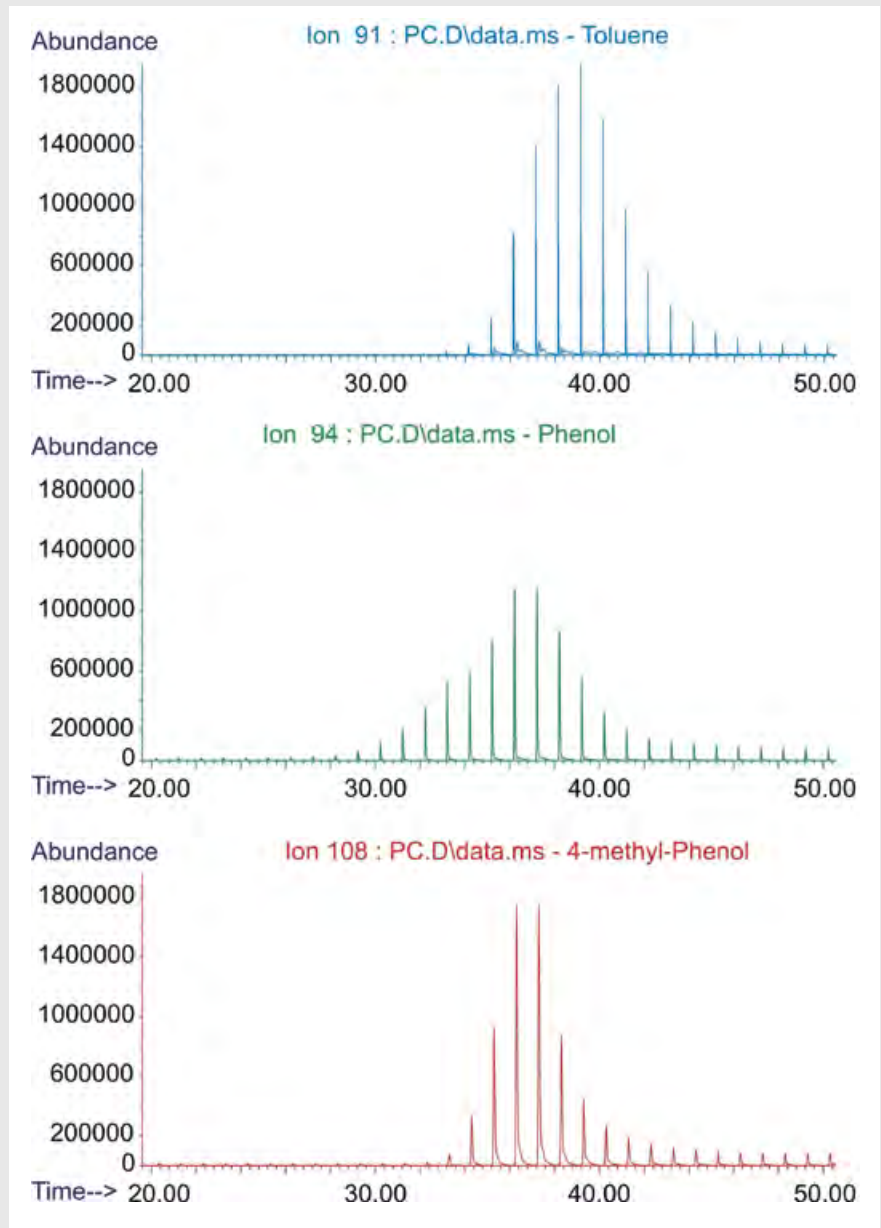 Abundance
Ion 91 : PC.D\data.ms - Toluene
1800000
1400000
1000000
600000
200000
0
Time--> 20.00 30.00 40.00 50.00
Abundance
Ion 94 : PC.D\data.ms - Phenol
1800000
1400000
1000000
600000
200000
0
Time--> 20.00 30.00 40.00 50.00
Abundance
Ion 108 : PC.D\data.ms - 4-methyl-Phenol
1800000
1400000
1000000
600000
200000
0
Time--> 20.00 30.00 40.00 50.00